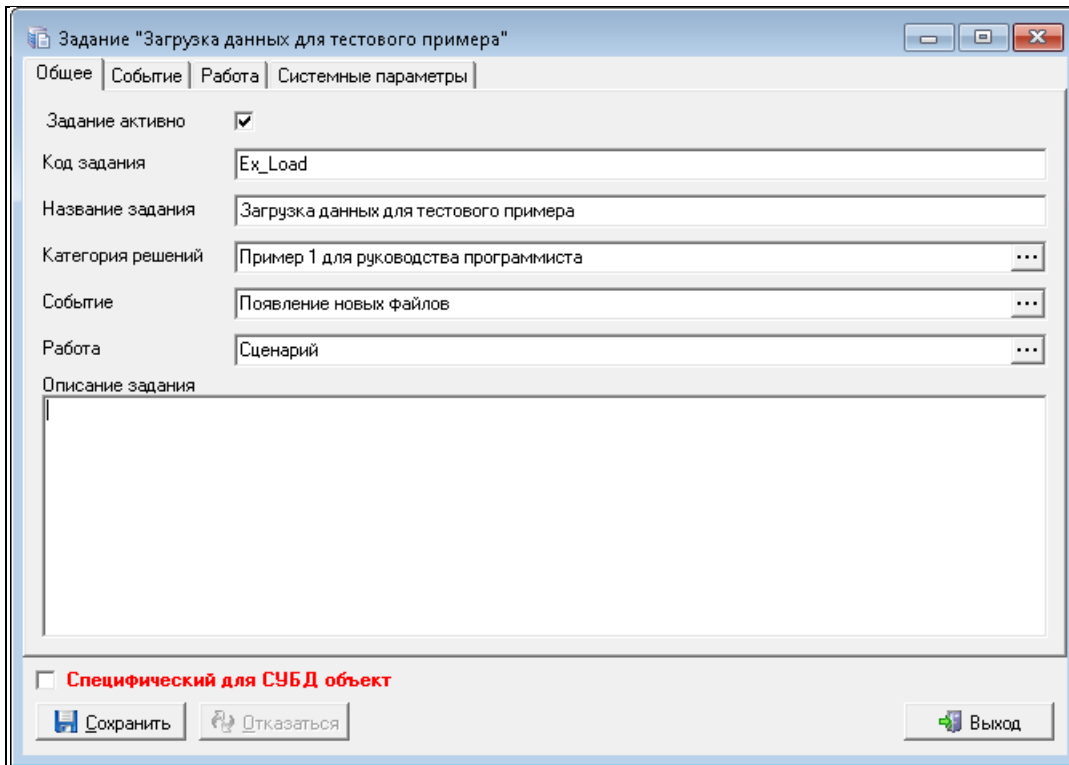 Задание "Загрузка данных для тестового примера"
Общее Событие Работа Системные параметры
Задание активно
Код задания Ex_Load
Название задания Загрузка данных для тестового примера
Категория решений Пример 1 для руководства программиста ...
Событие Появление новых файлов ...
Работа Сценарий ...
Описание задания
Специфический для СУБД объект
Сохранить Отказаться Выход